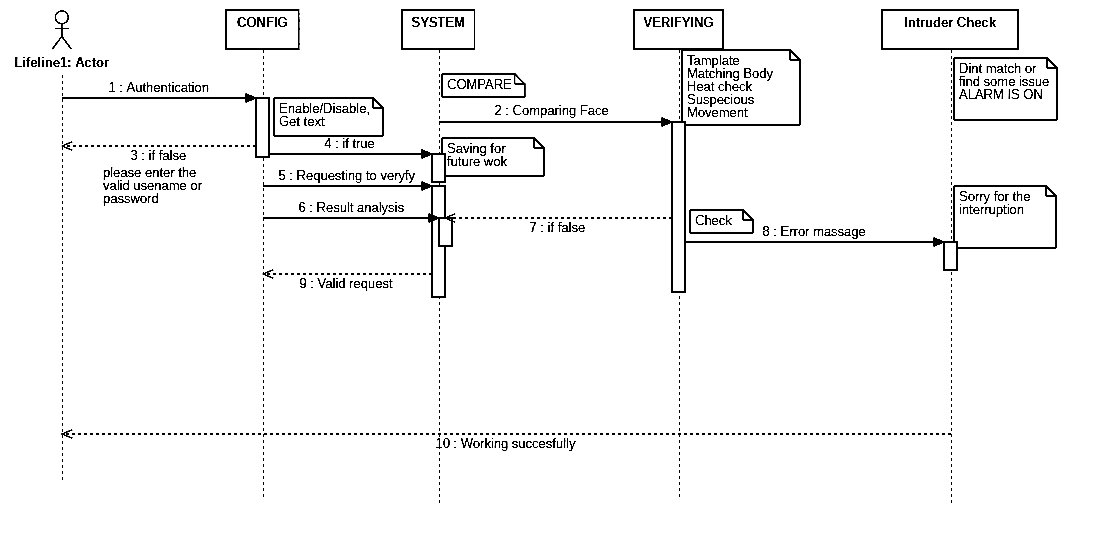 CONFIG
SYSTEM
VERIFYING
Intruder Check
Lifeline1: Actor
Tamplate
Matching Body
Heat check
Suspecious
Movement
Dint match or
find some issue
ALARM IS ON
COMPARE
1 : Authentication
Enable/Disable,
Get text
2 : Comparing Face
4 : if true
3 : if false
please enter the
valid usename or
password
Saving for
future wok
5 : Requesting to veryfy
6 : Result analysis
7 : if false
Check
8 : Error massage
Sorry for the
interruption
9 : Valid request
10 : Working succesfully